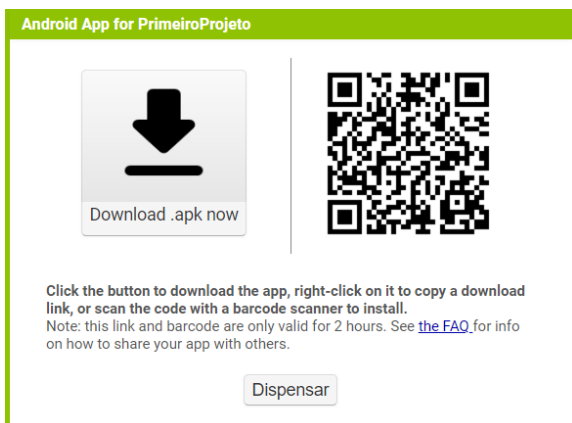 Android App for PrimeiroProjeto
Download .apk now
Click the button to download the app, right-click on it to copy a download
link, or scan the code with a barcode scanner to install.
Note: this link and barcode are only valid for 2 hours. See the FAQ for info
on how to share your app with others.
Dispensar